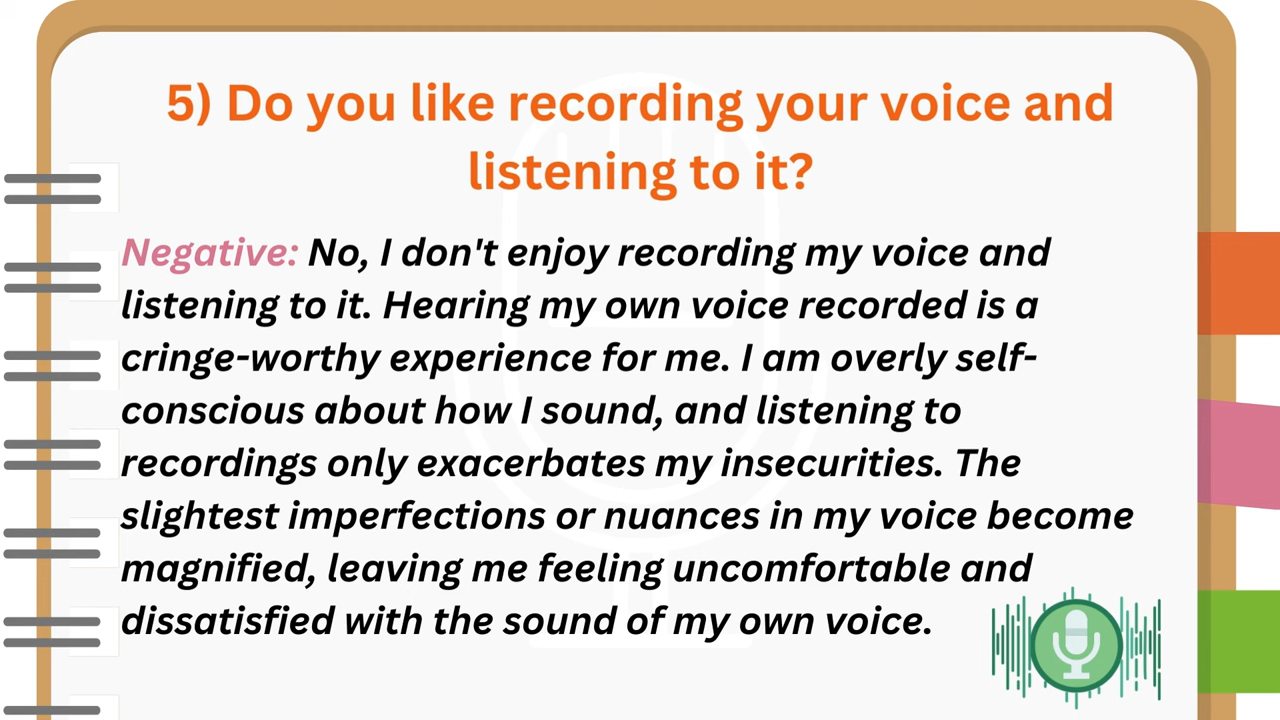 5) Do you like recording your voice and
listening to it?
Negative: No, I don't enjoy recording my voice and
listening to it. Hearing my own voice recorded is a
cringe-worthy experience for me. I am overly self-
conscious about how I sound, and listening to
recordings only exacerbates my insecurities. The
slightest imperfections or nuances in my voice become
magnified, leaving me feeling uncomfortable and
dissatisfied with the sound of my own voice.